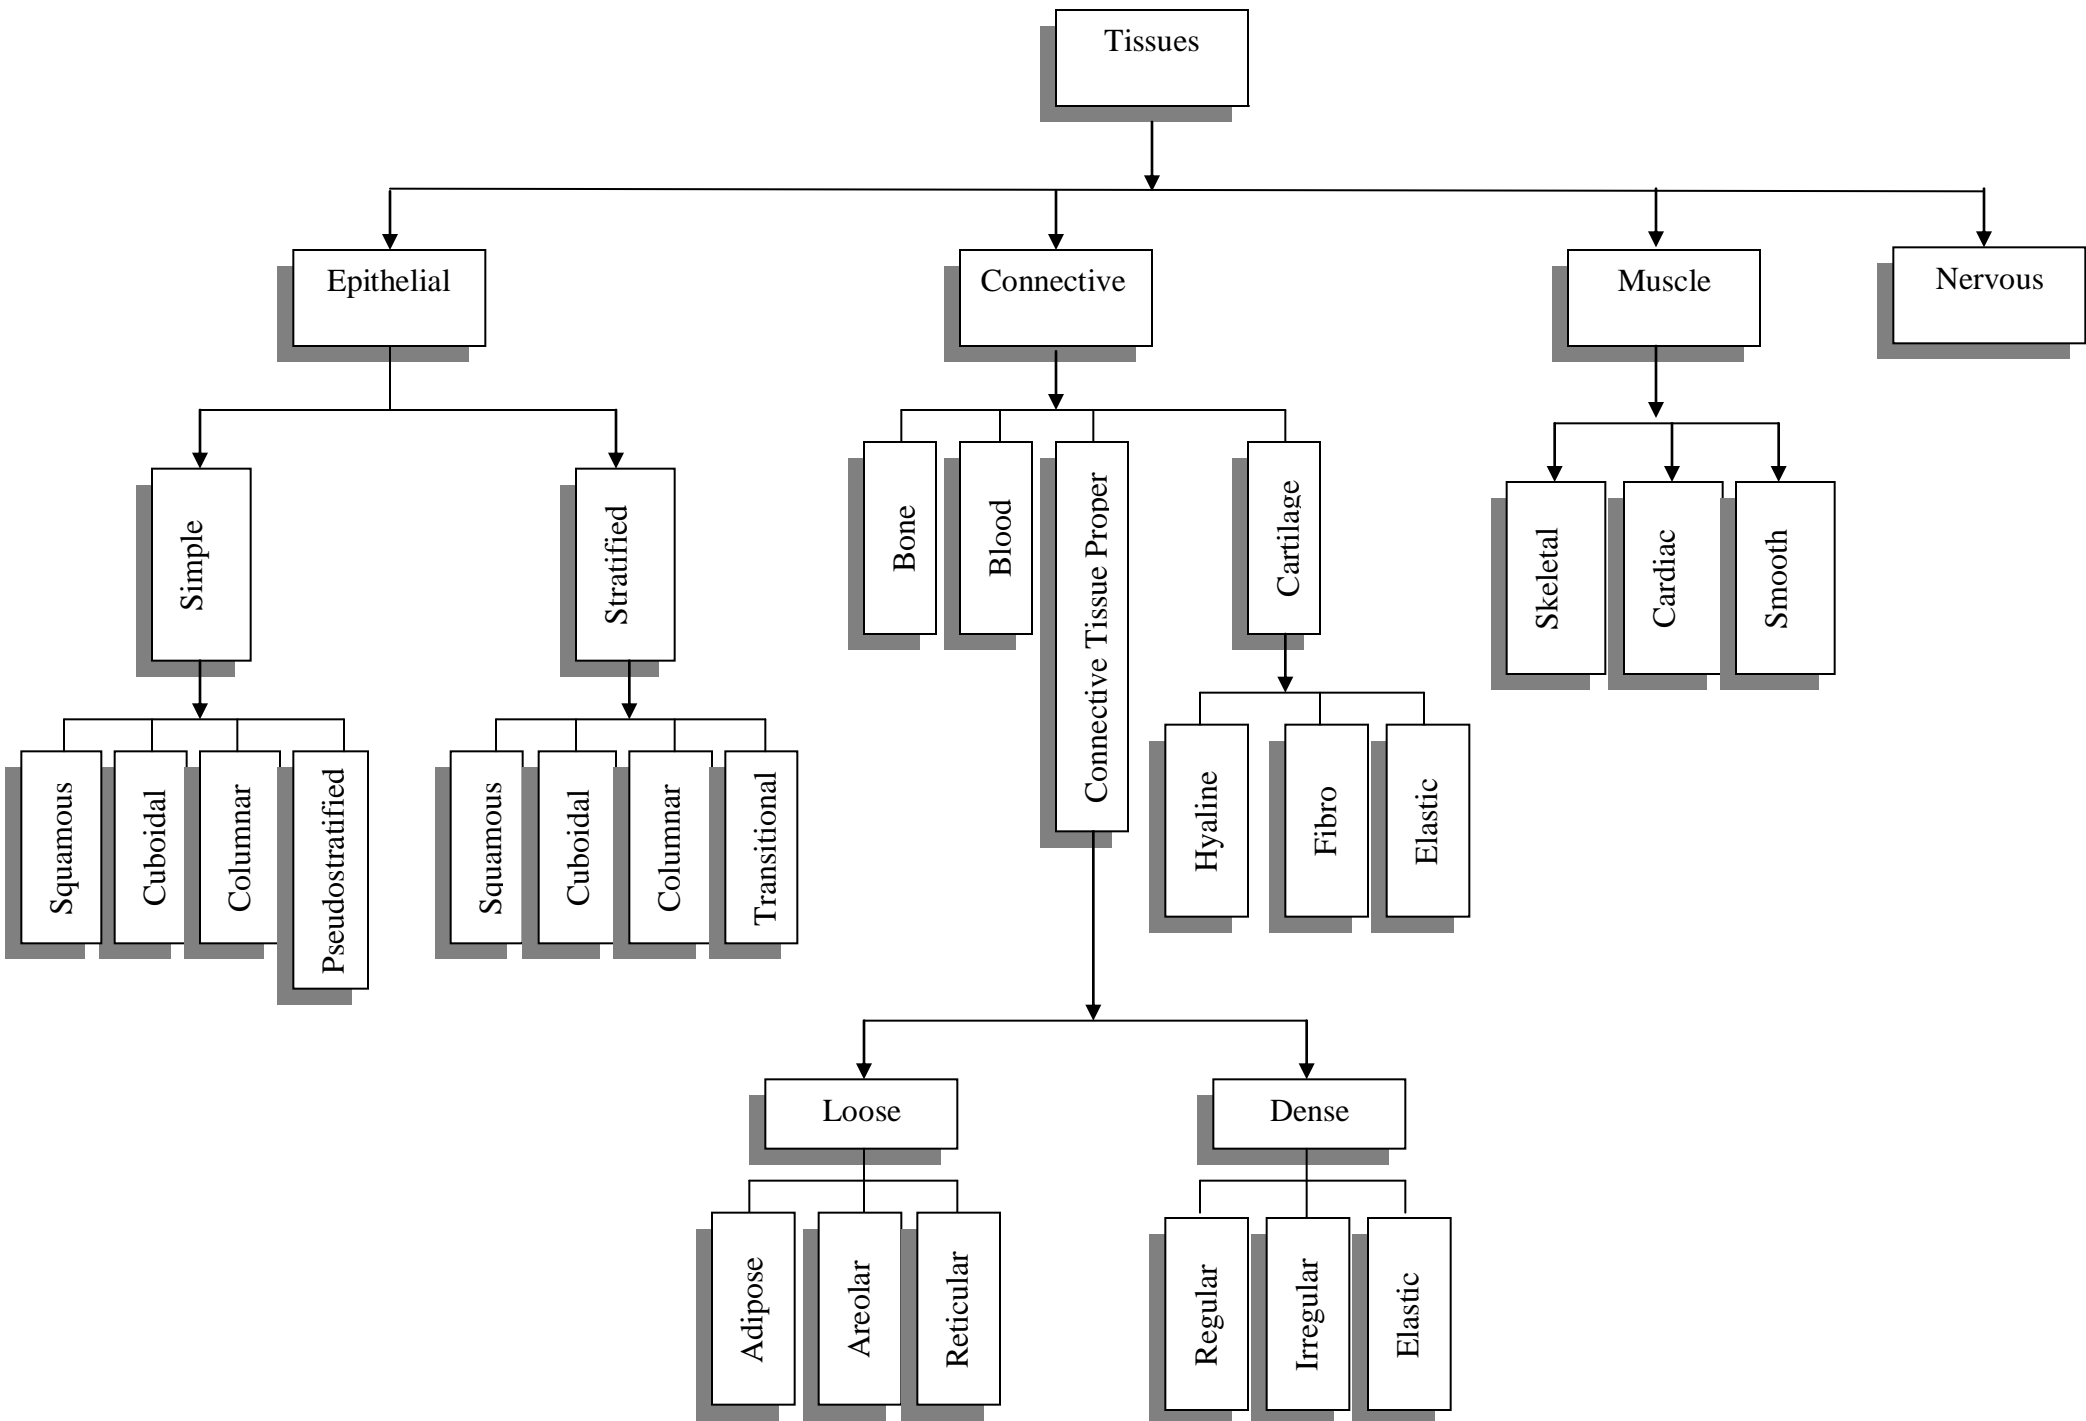 Tissues
Epithelial
Connective
Muscle
Nervous
Simple
Stratified
Bone
Blood
Connective Tissue Proper
Cartilage
Skeletal
Cardiac
Smooth
Squamous
Cuboidal
Columnar
Pseudostratified
Squamous
Cuboidal
Columnar
Transitional
Hyaline
Fibro
Elastic
Loose
Dense
Adipose
Areolar
Reticular
Regular
Irregular
Elastic